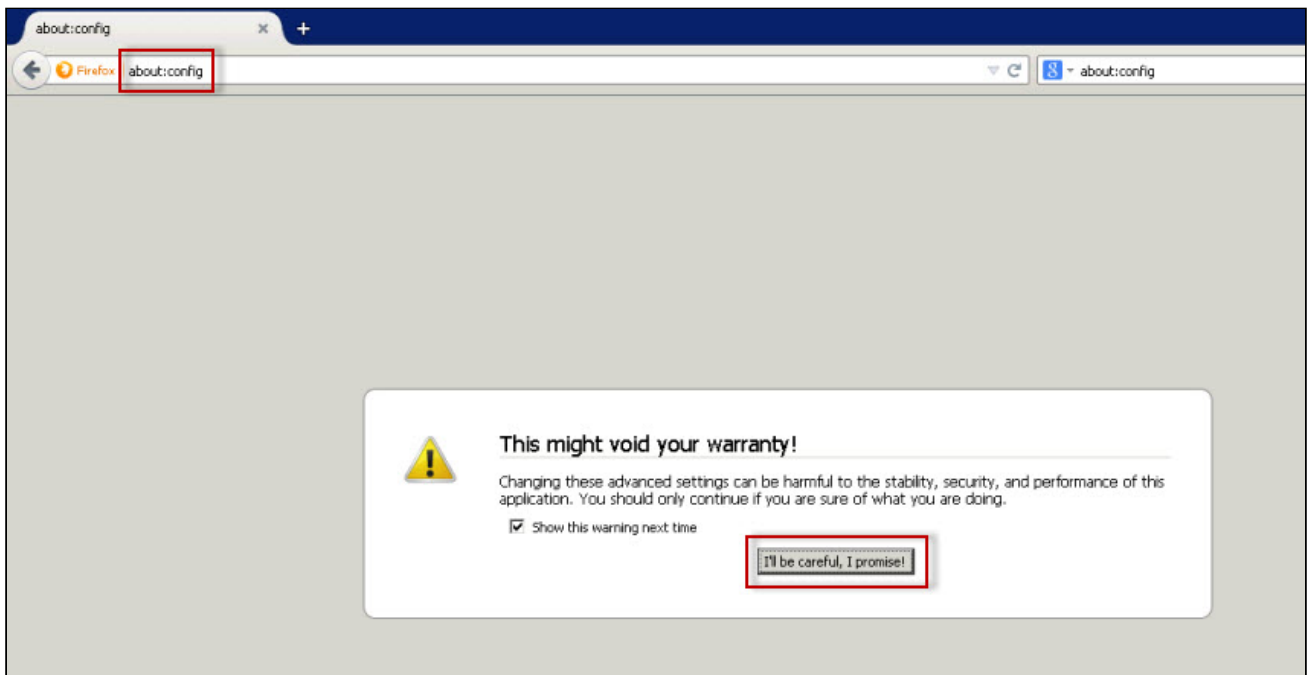 about:config
Firefox about:config about:config
This might void your warranty!
Changing these advanced settings can be harmful to the stability, security, and performance of this
application. You should only continue if you are sure of what you are doing.
Show this warning next time
I'll be careful, I promise!